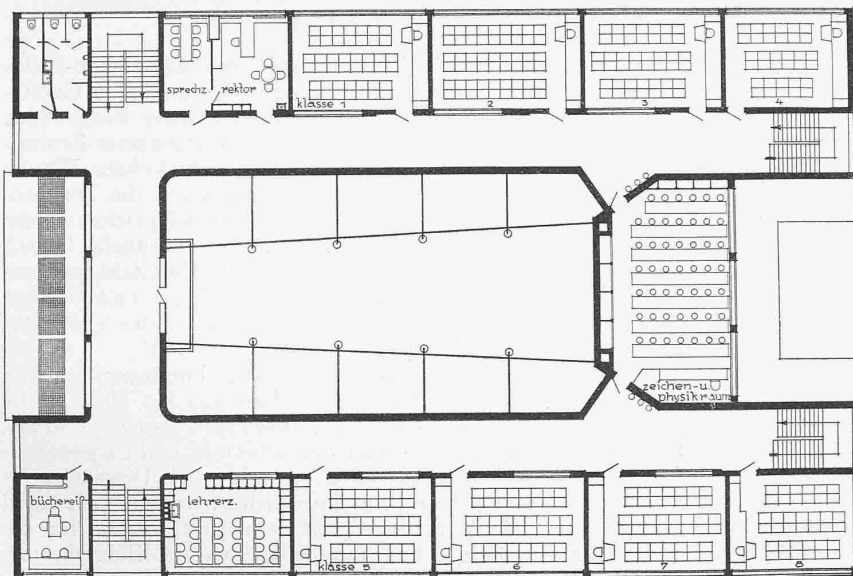 sprechz. rektor
klasse 1
2
3
4
zeichen-u.
physikraum
bücherei
lehrerz.
klasse 5
6
7
8